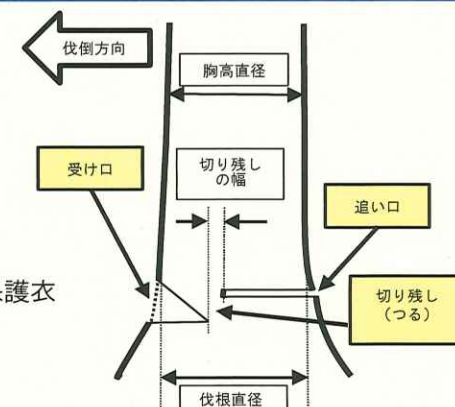 伐倒方向
胸高直径
切り残し
の幅
受け口
追い口
護衣
切り残し
（つる）
伐根直径